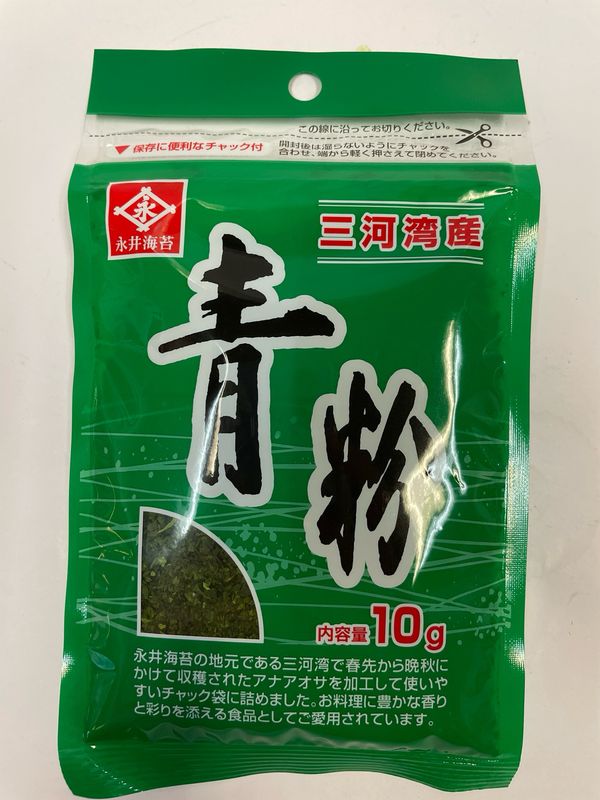 この線に沿ってお切りください。
▼保存に便利なチャック付
開封後は湿らないようにチャックを
合わせ、端から軽く押さえて閉めてください。
永
永井海苔
三河湾産
青
粉
内容量10g
永井海苔の地元である三河湾で春先から晩秋に
かけて収穫されたアナアオサを加工して使いや
すいチャック袋に詰めました。お料理に豊かな香り
と彩りを添える食品としてご愛用されています。